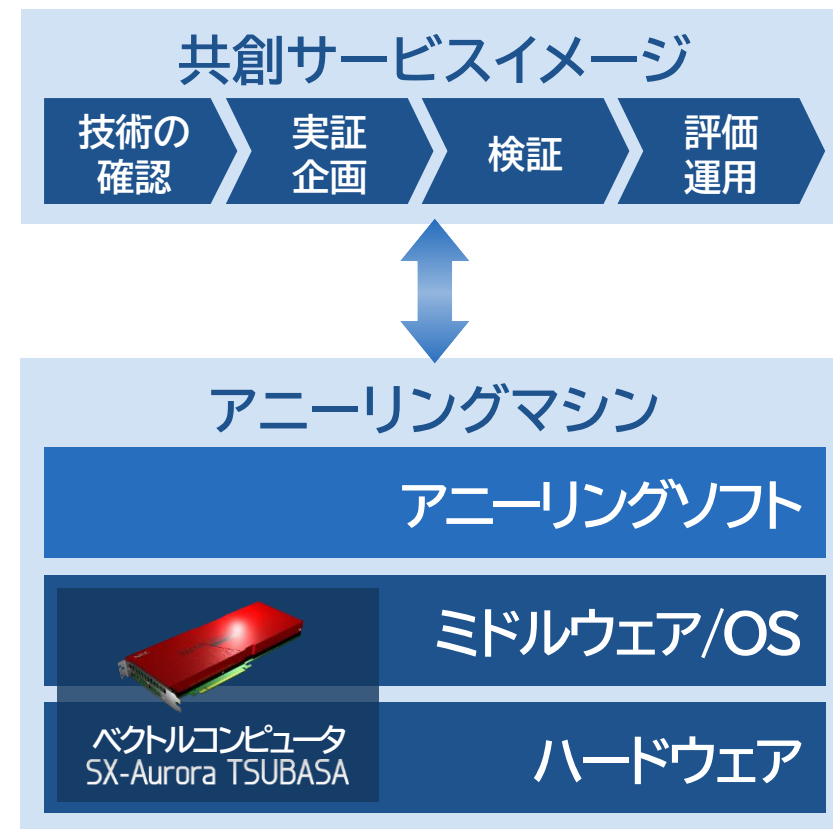 共創サービスイメージ
技術の
確認
実証
企画
検証
評価
運用
アニーリングマシン
アニーリングソフト
ミドルウェア/OS
ベクトルコンピュータ
SX-Aurora TSUBASA
ハードウェア